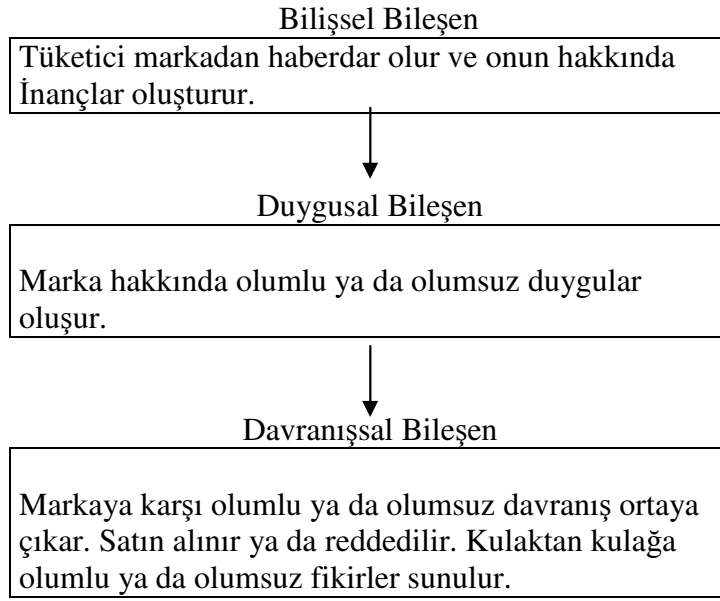 Bilişsel Bileşen
Tüketici markadan haberdar olur ve onun hakkında
İnançlar oluşturur.
Duygusal Bileşen
Marka hakkında olumlu ya da olumsuz duygular
oluşur.
Davranışsal Bileşen
Markaya karşı olumlu ya da olumsuz davranış ortaya
çıkar. Satın alınır ya da reddedilir. Kulaktan kulağa
olumlu ya da olumsuz fikirler sunulur.